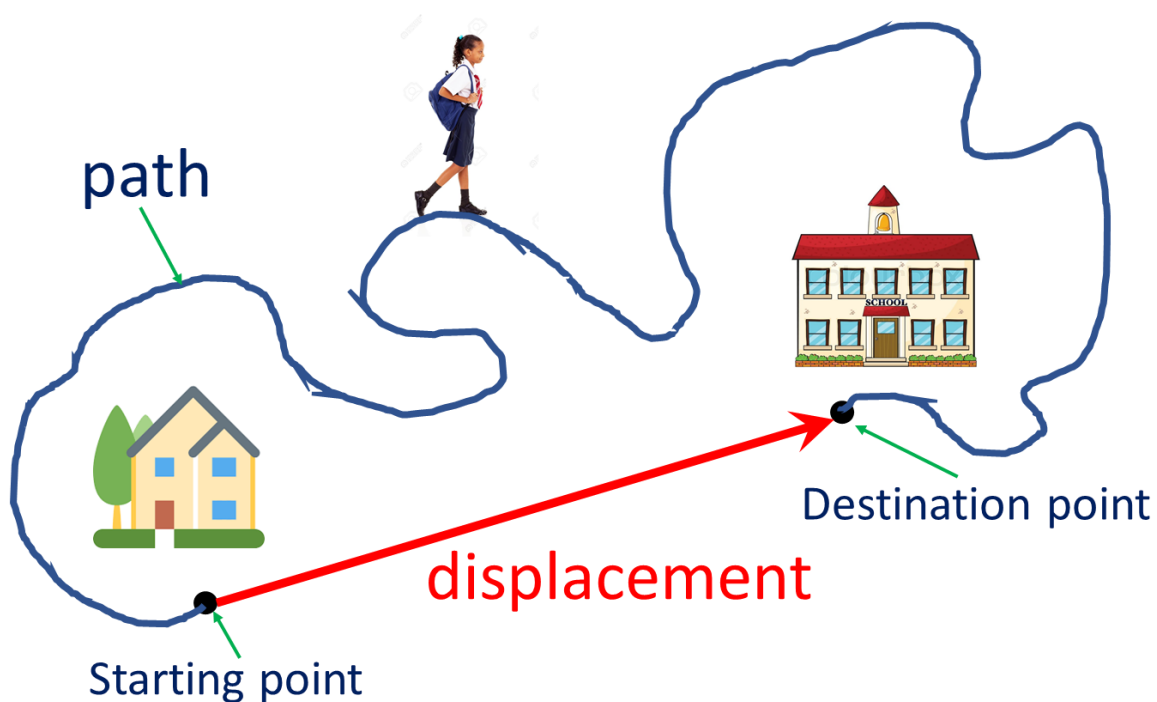 path
SCHOOL
Destination point
displacement
Starting point